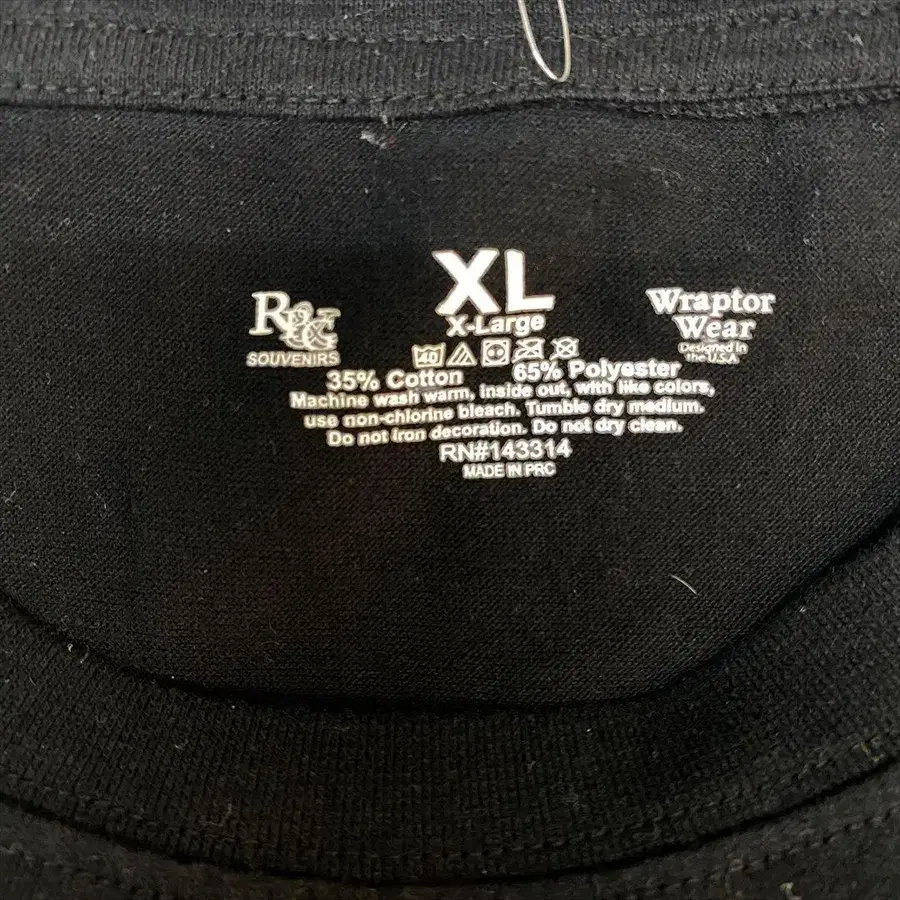 XL
X-Large
R&G
SOUVENIRS
Wraptor
Wear
Designed in
the U.S.A.
40
35% Cotton 65% Polyester
Machine wash warm, inside out, with like colors,
use non-chlorine bleach. Tumble dry medium.
Do not iron decoration. Do not dry clean.
RN#143314
MADE IN PRC